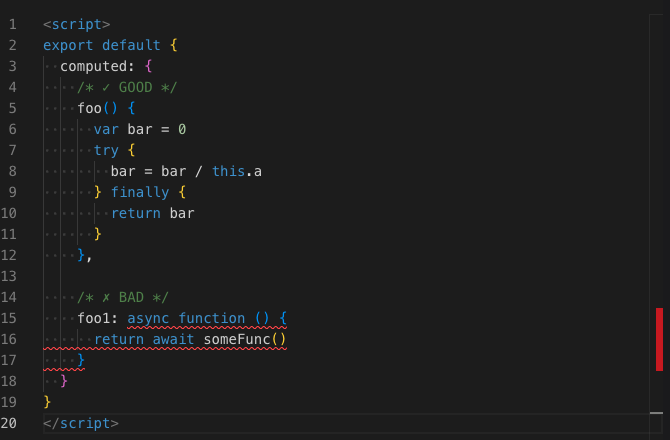 1 <script>
2 export default {
3   computed: {
4     /* ✓ GOOD */
5     foo() {
6       var bar = 0
7       try {
8         bar = bar / this.a
9       } finally {
10         return bar
11       }
12     },
13
14     /* ✗ BAD */
15     foo1: async function () {
16       return await someFunc()
17     }
18   }
19 }
20 </script>